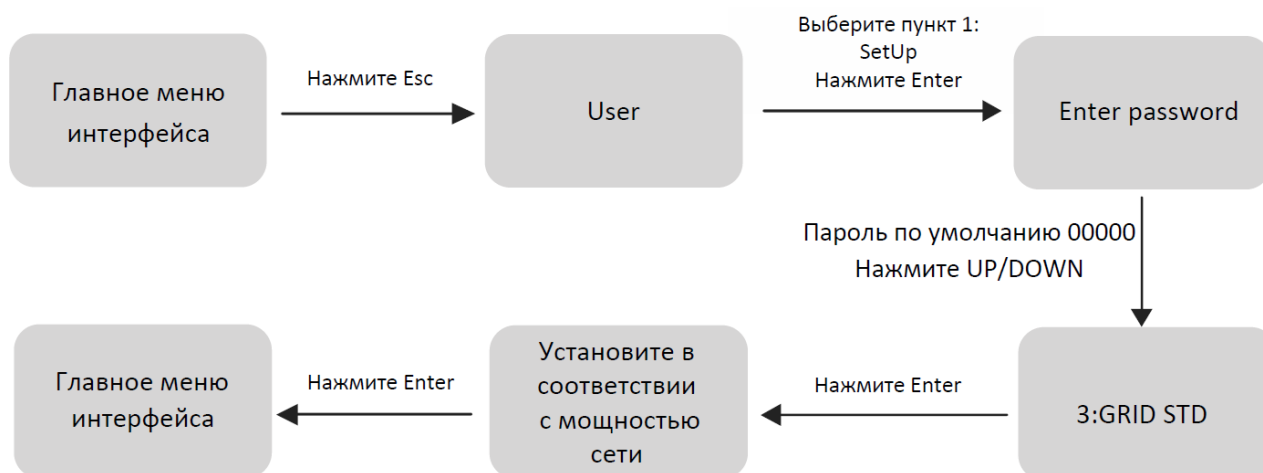 Главное меню
интерфейса
Нажмите Esc
User
Выберите пункт 1:
SetUp
Нажмите Enter
Enter password
Пароль по умолчанию 00000
Нажмите UP/DOWN
3:GRID STD
Нажмите Enter
Установите в
соответствии
с мощностью
сети
Нажмите Enter
Главное меню
интерфейса